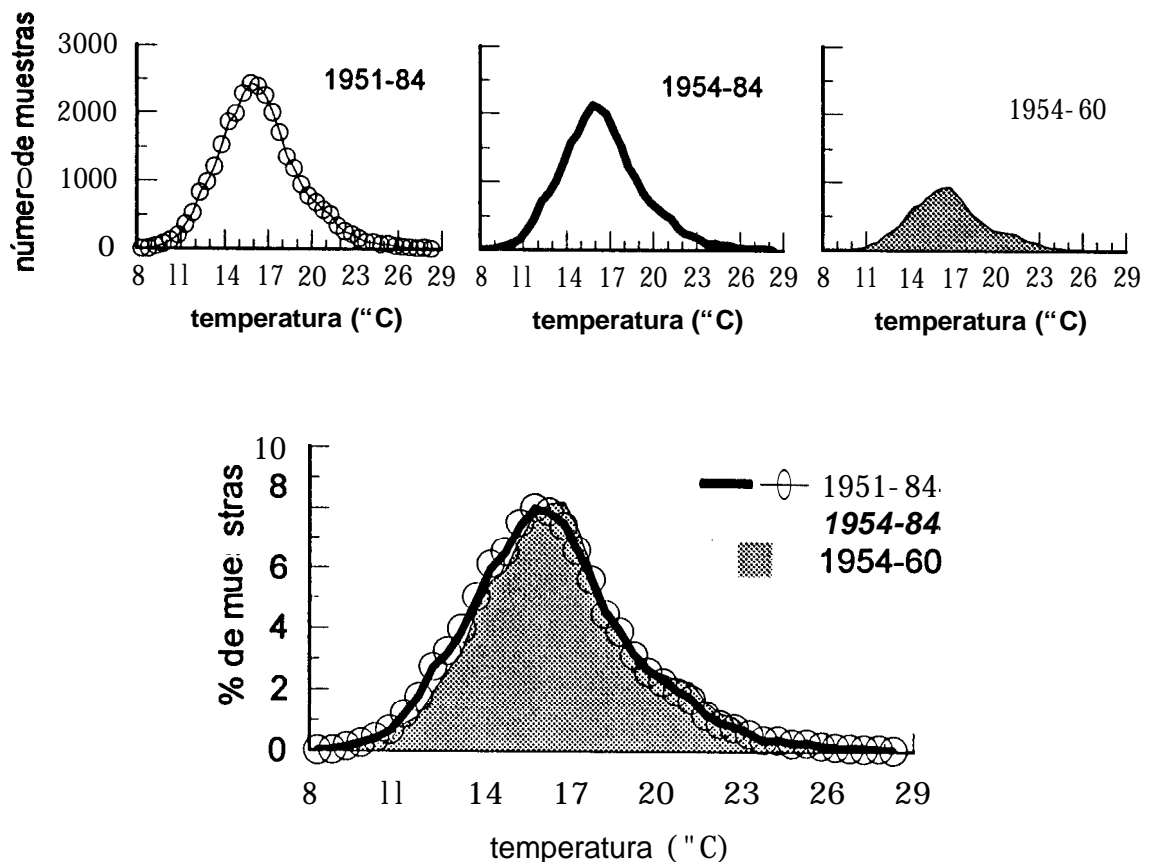 número de muestras
3000
2000
1000
0
1951-84
8 11 14 17 20 23 26 29
temperatura (“C)
1954-84
8 11 14 17 20 23 26 29
temperatura (“C)
1954-60
8 11 14 17 20 23 26 29
temperatura (“C)
% de mue stras
10
8
6
4
2
0
1951-84
1954-84
1954-60
8 11 14 17 20 23 26 29
temperatura ("C)